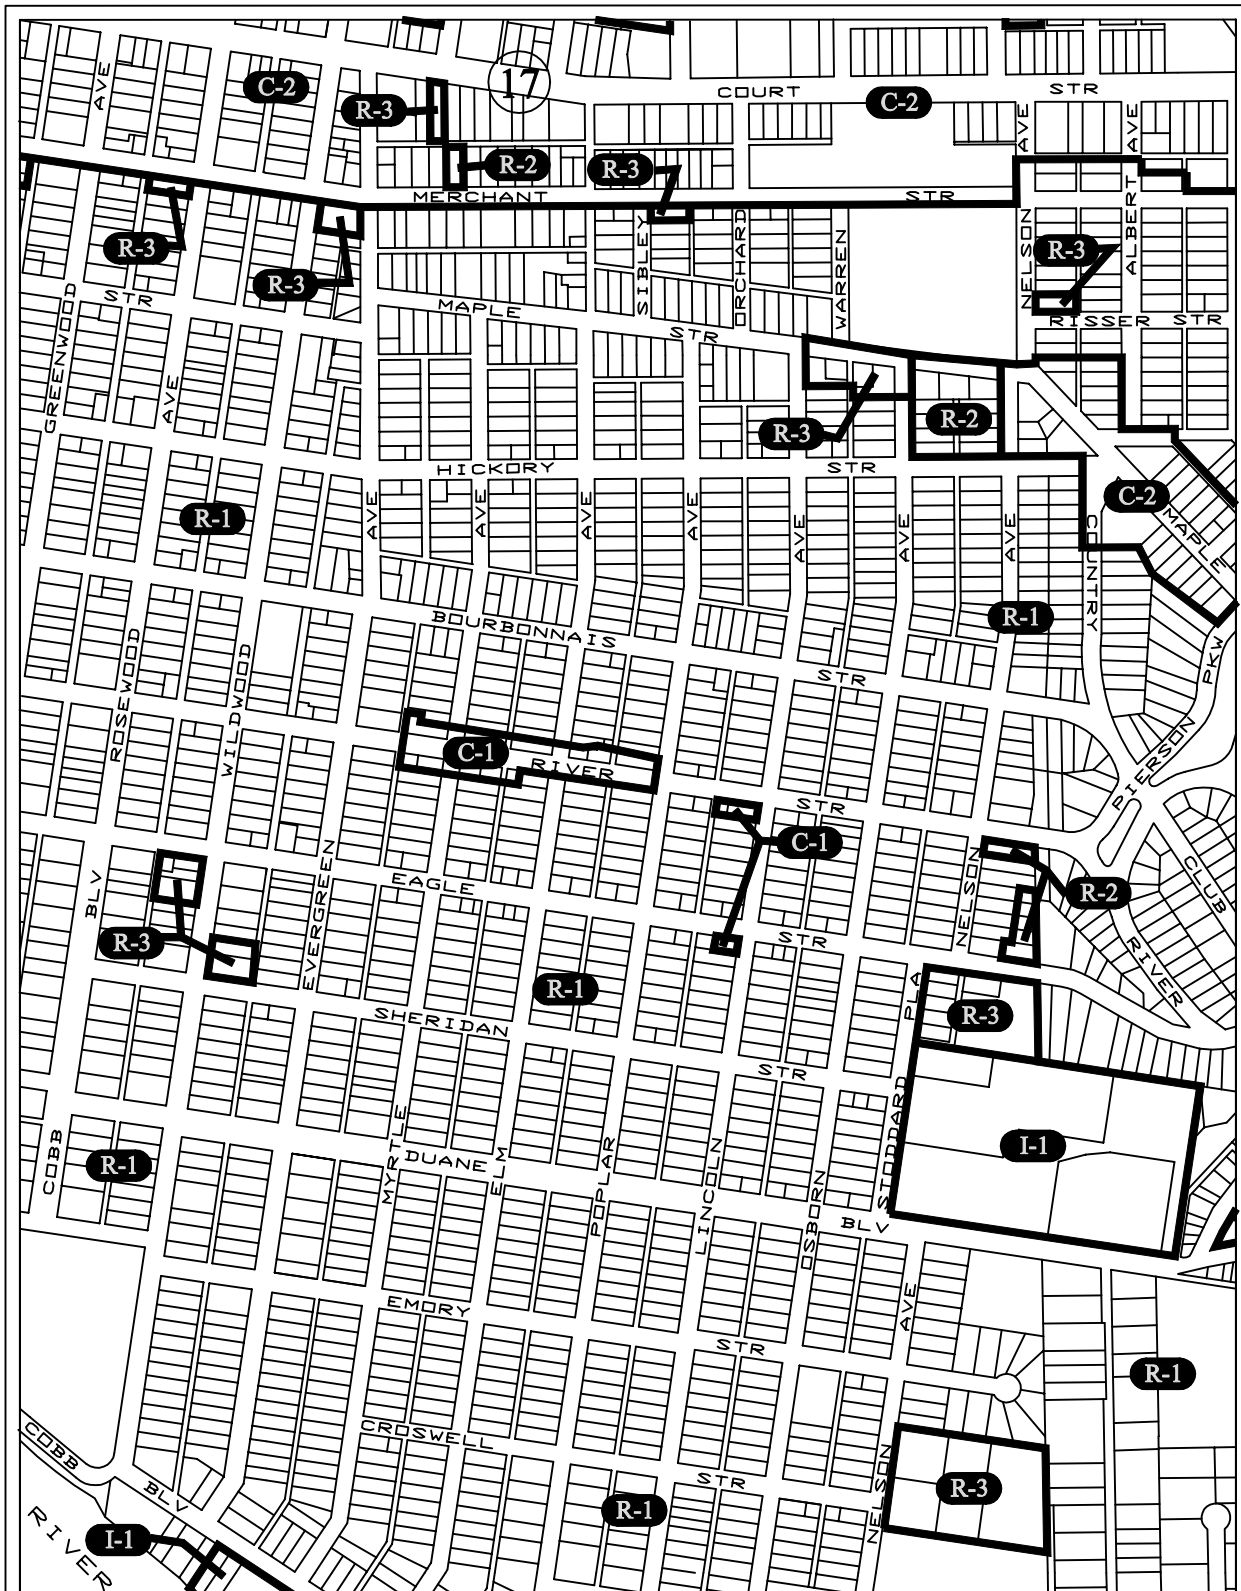 17
AVE
C-2
R-3
COURT
STR
C-2
AVE
AVE
R-2
R-3
MERCHANT
STR
ALBERT
R-3
R-3
SIBLEY
ORCHARD
WARREN
NELSON
R-3
STR
MAPLE
STR
RISSER STR
GREENWOOD
AVE
R-3
R-2
HICKORY
STR
R-1
AVE
AVE
AVE
AVE
AVE
AVE
AVE
C-2
MAPLE
COUNTRY
R-1
BOURBONNAIS
STR
PKW
ROSEWOOD
WILDWOOD
C-1
RIVER
PIERSON
STR
C-1
EVERGREEN
EAGLE
NELSON
R-2
CLUB
BLV
R-3
STR
RIVER
R-1
PLA
R-3
SHERIDAN
STR
STODDARD
I-1
COBB
R-1
MYRTLE
DUANE
ELM
POPLAR
LINCOLN
OSBORN
BLV
EMORY
STR
AVE
R-1
CROSWELL
STR
COBB
BLV
NELSON
R-3
R-1
I-1
RIVER